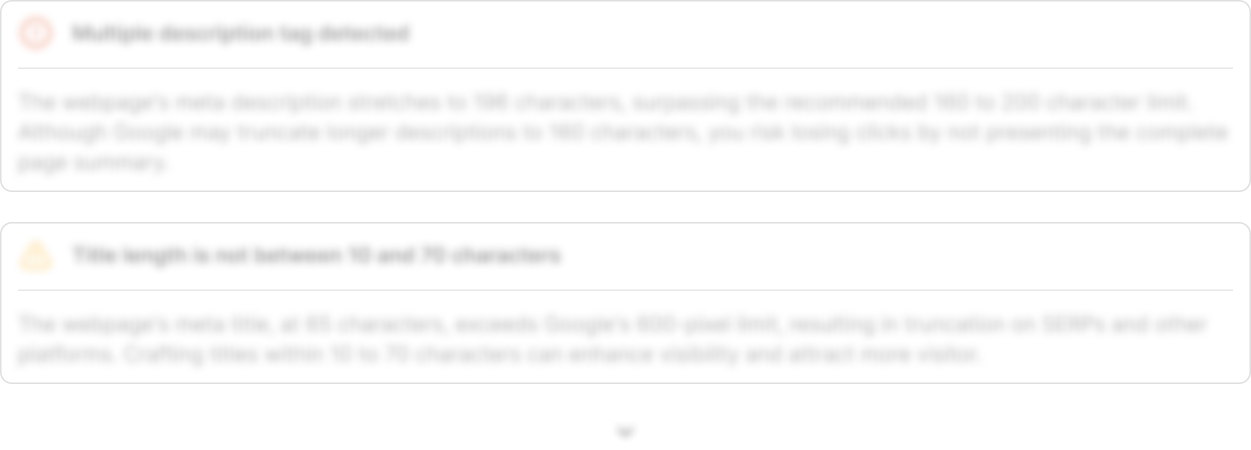 Multiple description tag detected
The webpage's meta description stretches to 196 characters, surpassing the recommended 160 to 200 character limit.
Although Google may truncate longer descriptions to 160 characters, you risk losing clicks by not presenting the complete
page summary.
Title length is not between 10 and 70 characters
The webpage's meta title, at 65 characters, exceeds Google's 600-pixel limit, resulting in truncation on SERPs and other
platforms. Crafting titles within 10 to 70 characters can enhance visibility and attract more visitor.